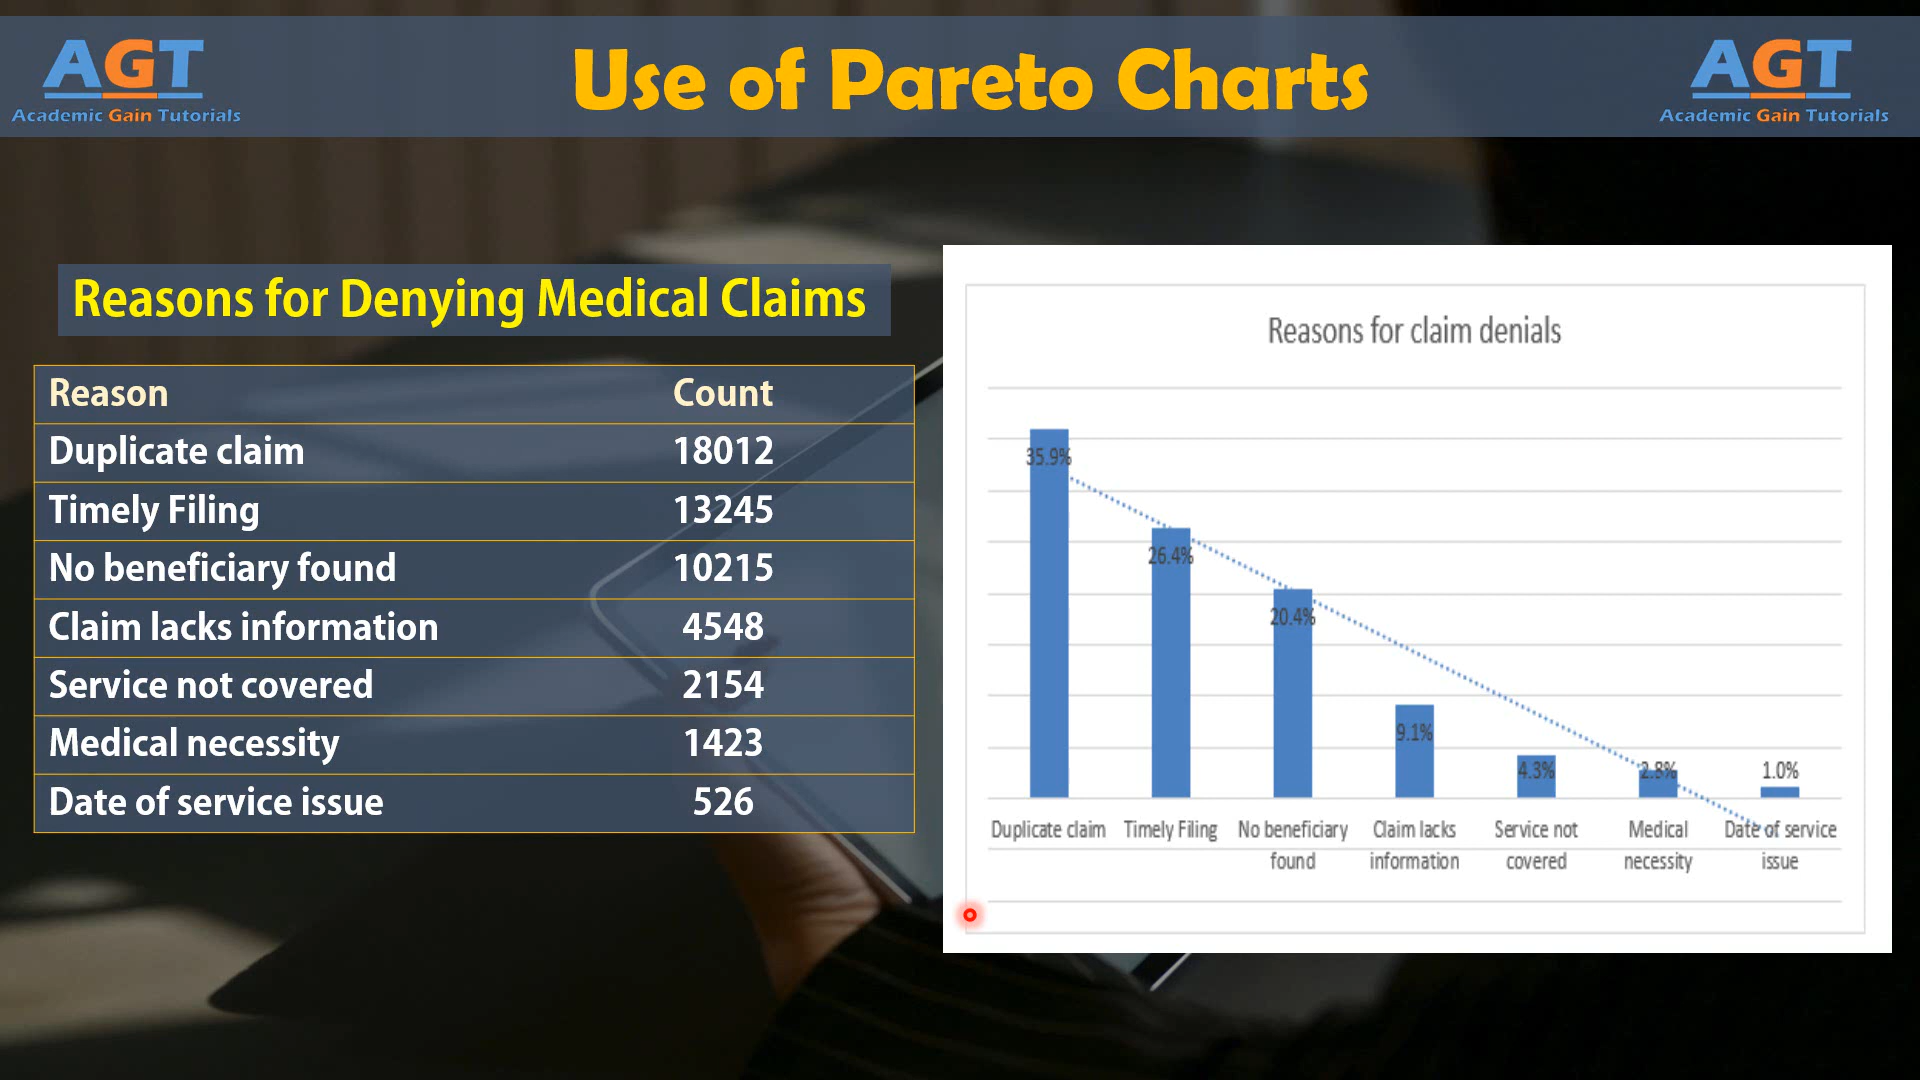 AGT
Academic Gain Tutorials
Use of Pareto Charts
AGT
Academic Gain Tutorials
Reasons for Denying Medical Claims
Reason Count
Duplicate claim 18012
Timely Filing 13245
No beneficiary found 10215
Claim lacks information 4548
Service not covered 2154
Medical necessity 1423
Date of service issue 526
Reasons for claim denials
35.9%
26.4%
20.4%
9.1%
4.3%
2.8%
1.0%
Duplicate claim Timely Filing No beneficiary Claim lacks Service not Medical Date of service
found information covered necessity issue